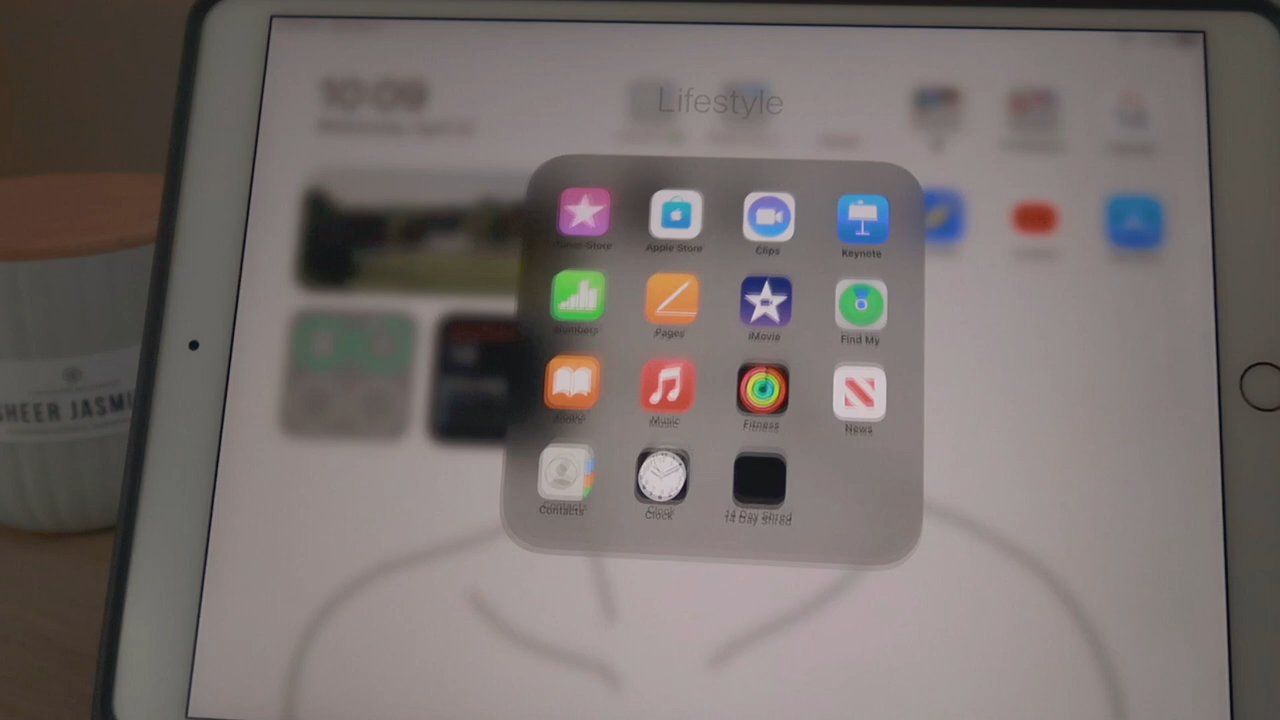 10:09
Lifestyle
iTunes Store
Apple Store
Clips
Keynote
Numbers
Pages
iMovie
Find My
Books
Music
Fitness
News
Contacts
Clock
14 Day Shred
SHEER JASMI